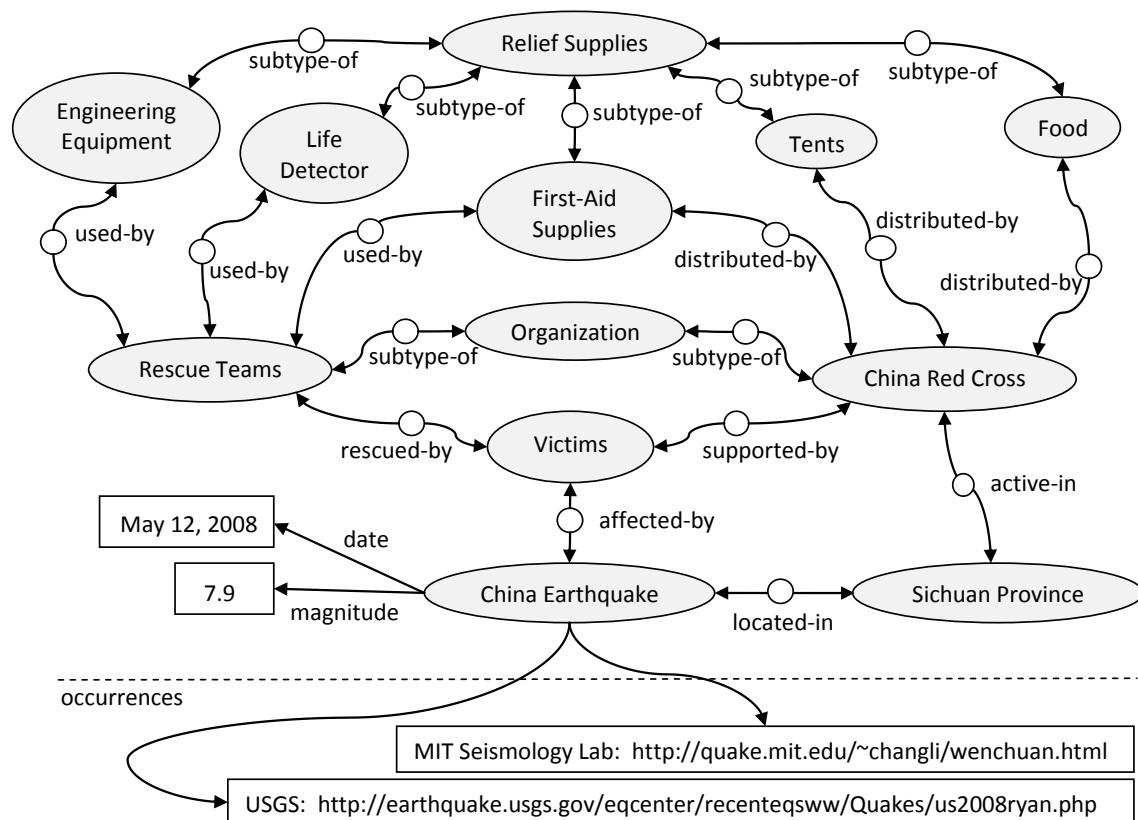 Relief Supplies
subtype-of
subtype-of
subtype-of
subtype-of
subtype-of
Engineering
Equipment
Life
Detector
Tents
Food
First-Aid
Supplies
used-by
used-by
used-by
distributed-by
distributed-by
distributed-by
Organization
subtype-of
subtype-of
Rescue Teams
China Red Cross
Victims
rescued-by
supported-by
active-in
May 12, 2008
date
affected-by
7.9
magnitude
China Earthquake
located-in
Sichuan Province
occurrences
MIT Seismology Lab: http://quake.mit.edu/~changli/wenchuan.html
USGS: http://earthquake.usgs.gov/eqcenter/recenteqsww/Quakes/us2008ryan.php